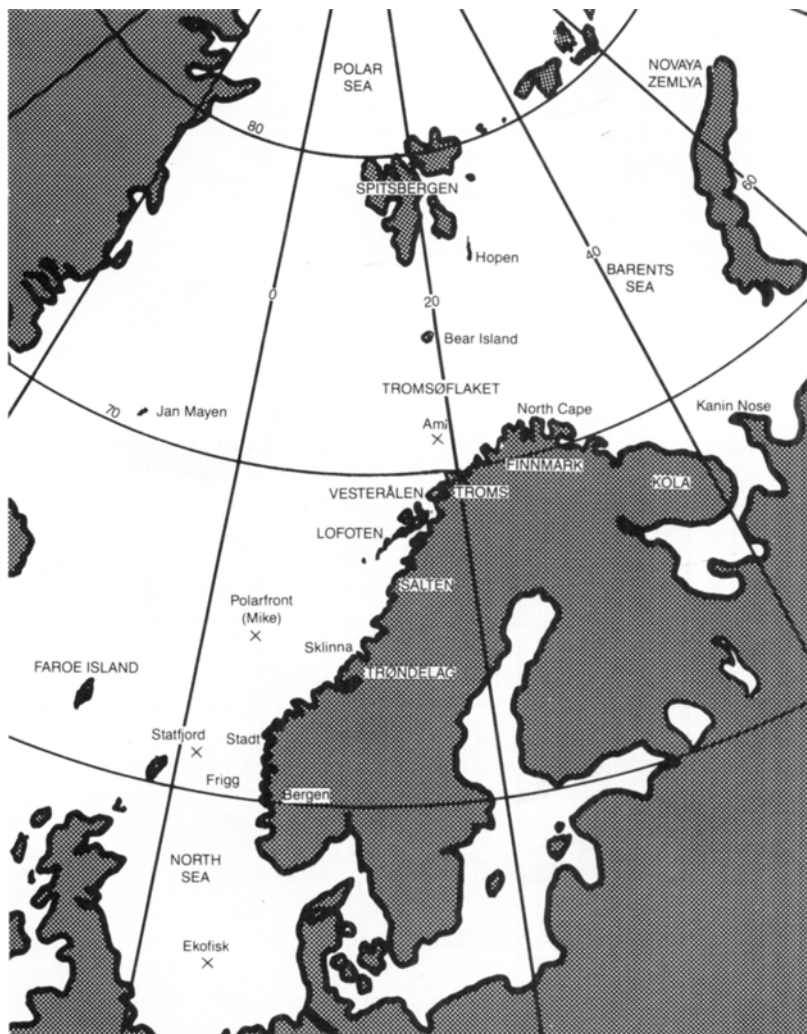 POLAR
SEA
NOVAYA
ZEMLYA
80
60
SPITSBERGEN
Hopen
40
BARENTS
SEA
0
20
Bear Island
TROMSØFLAKET
70
Jan Mayen
North Cape
Kanin Nose
Ami
FINNMARK
KOLA
VESTERÅLEN
TROMS
LOFOTEN
SALTEN
Polarfront
(Mike)
Sklinna
FAROE ISLAND
TRØNDELAG
Statfjord
Stadt
Frigg
Bergen
NORTH
SEA
Ekofisk